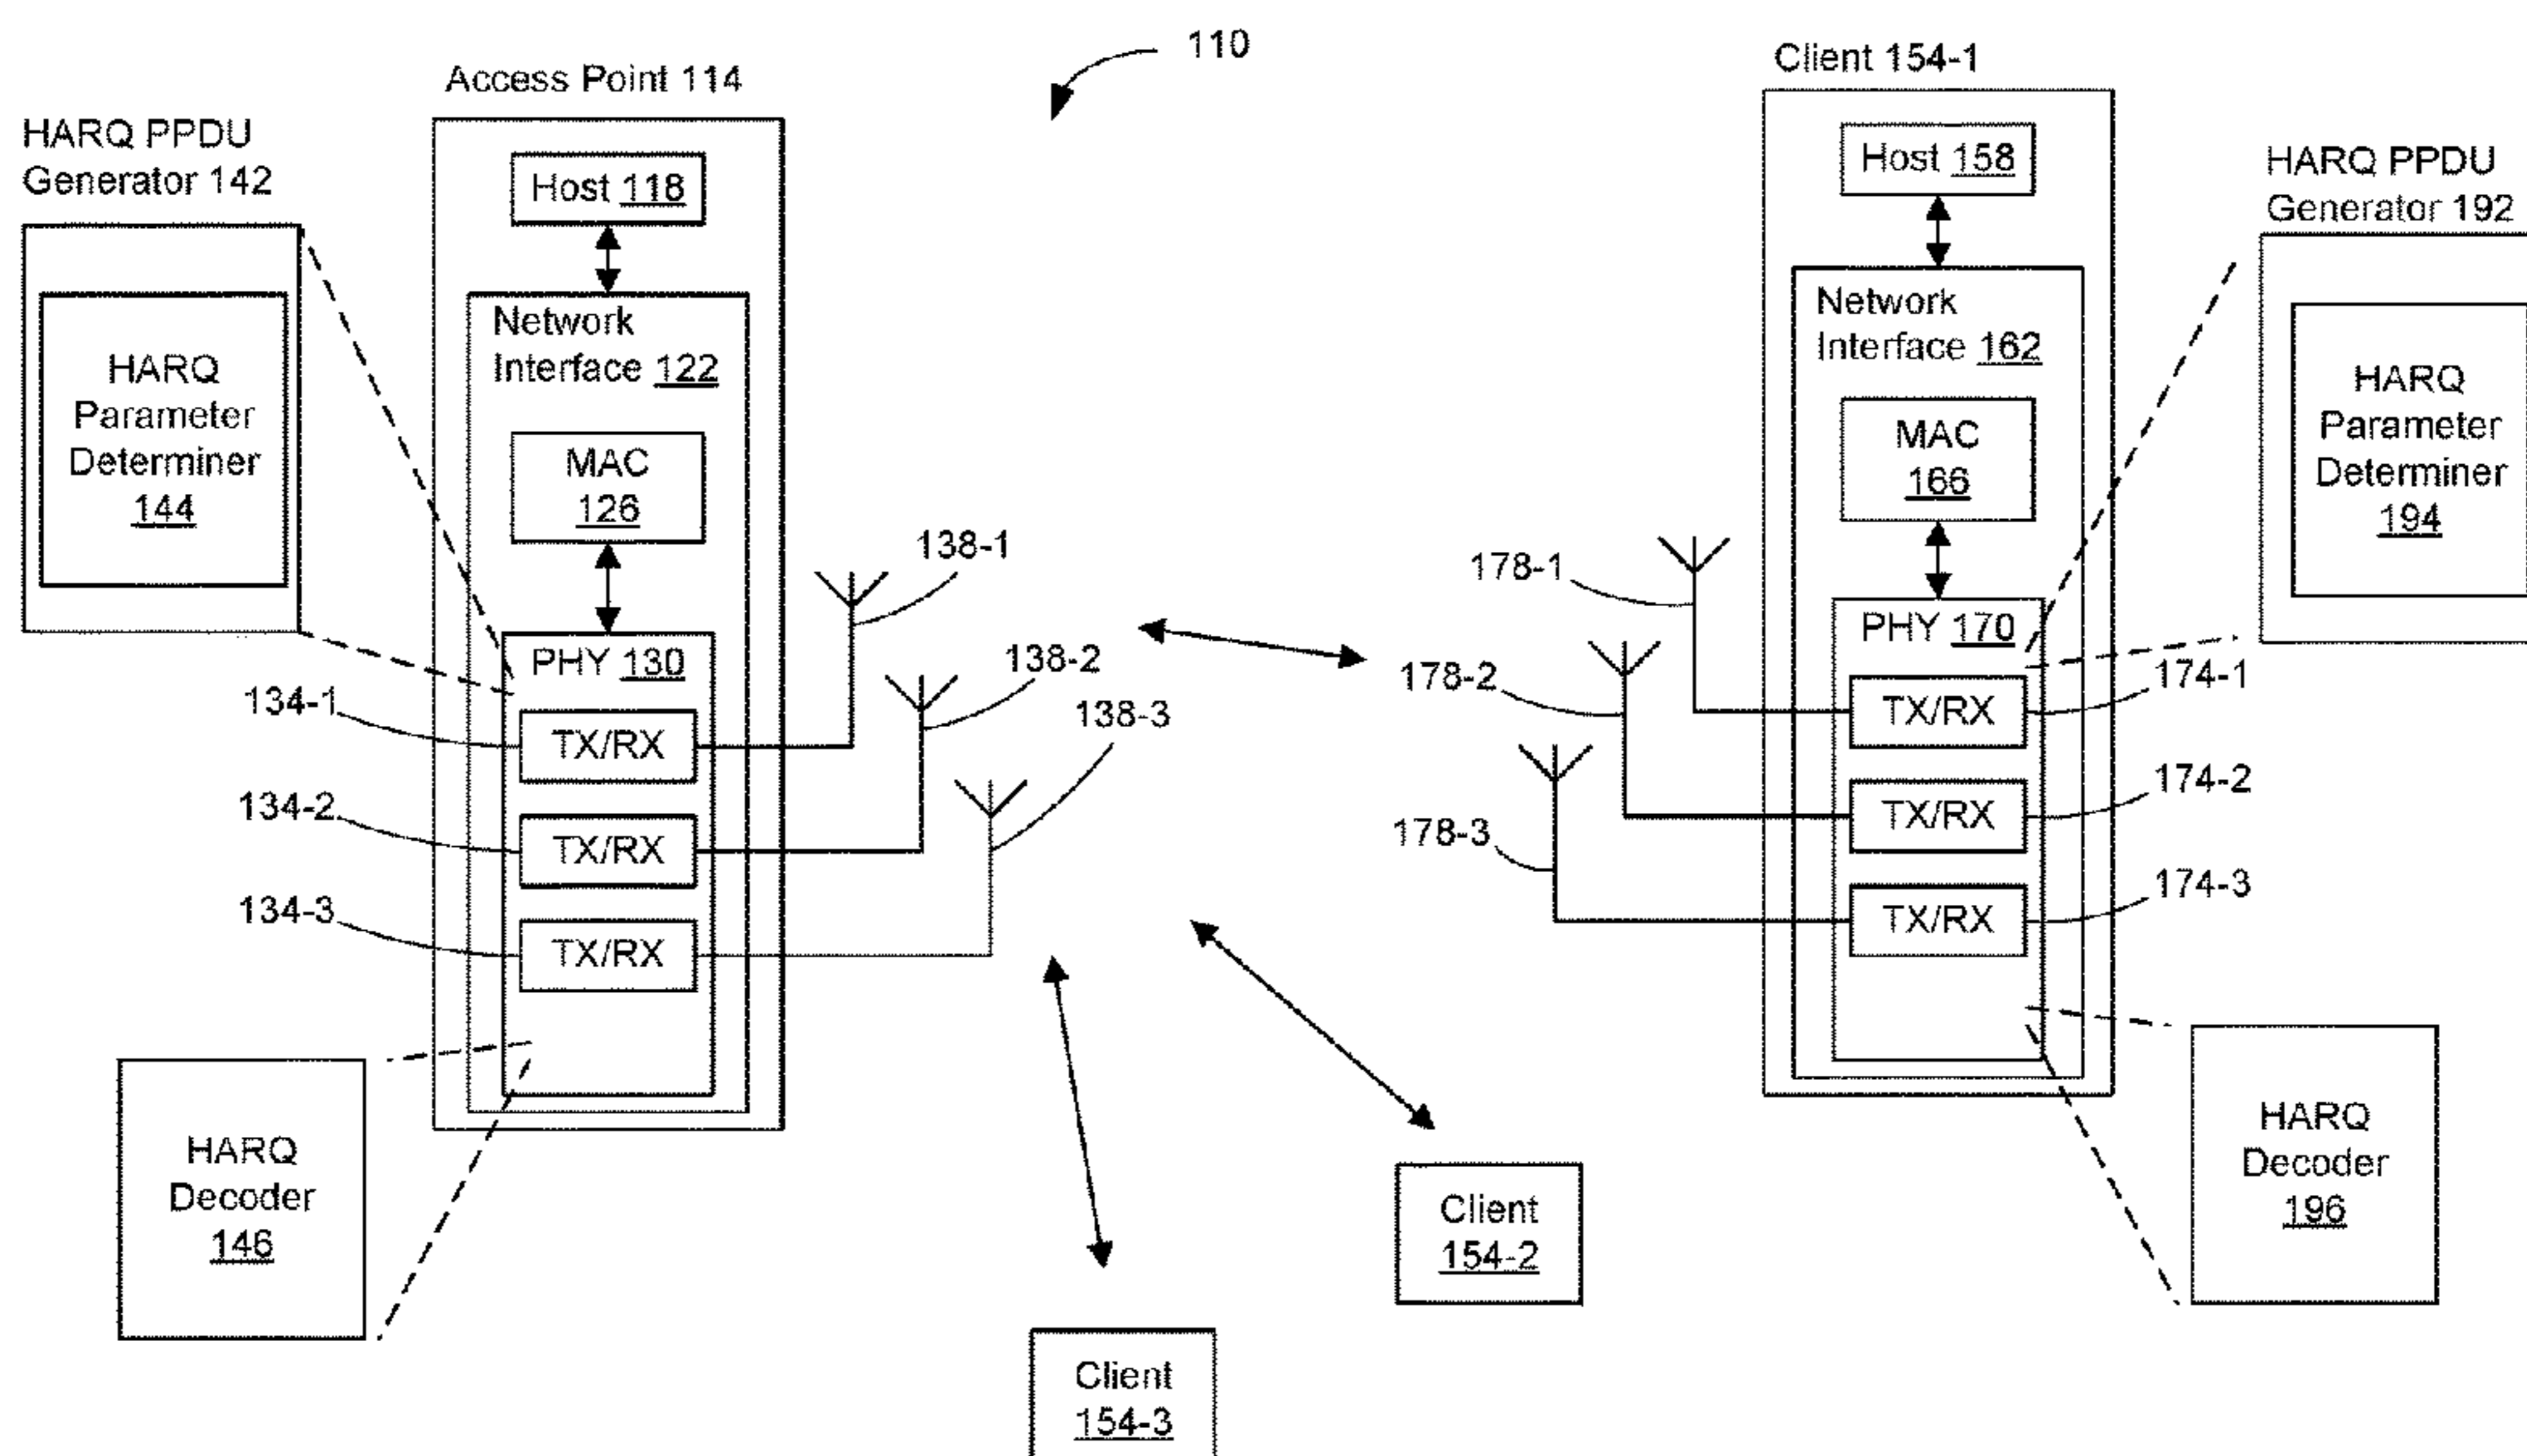 110
Access Point 114
Client 154-1
HARQ PPDU
Generator 142
HARQ
Parameter
Determiner
144
Host 118
Network
Interface 122
MAC
126
PHY 130
134-1
TX/RX
134-2
TX/RX
134-3
TX/RX
138-1
138-2
138-3
HARQ
Decoder
146
Host 158
Network
Interface 162
MAC
166
PHY 170
178-1
178-2
178-3
TX/RX
174-1
TX/RX
174-2
TX/RX
174-3
HARQ PPDU
Generator 192
HARQ
Parameter
Determiner
194
HARQ
Decoder
196
Client
154-2
Client
154-3